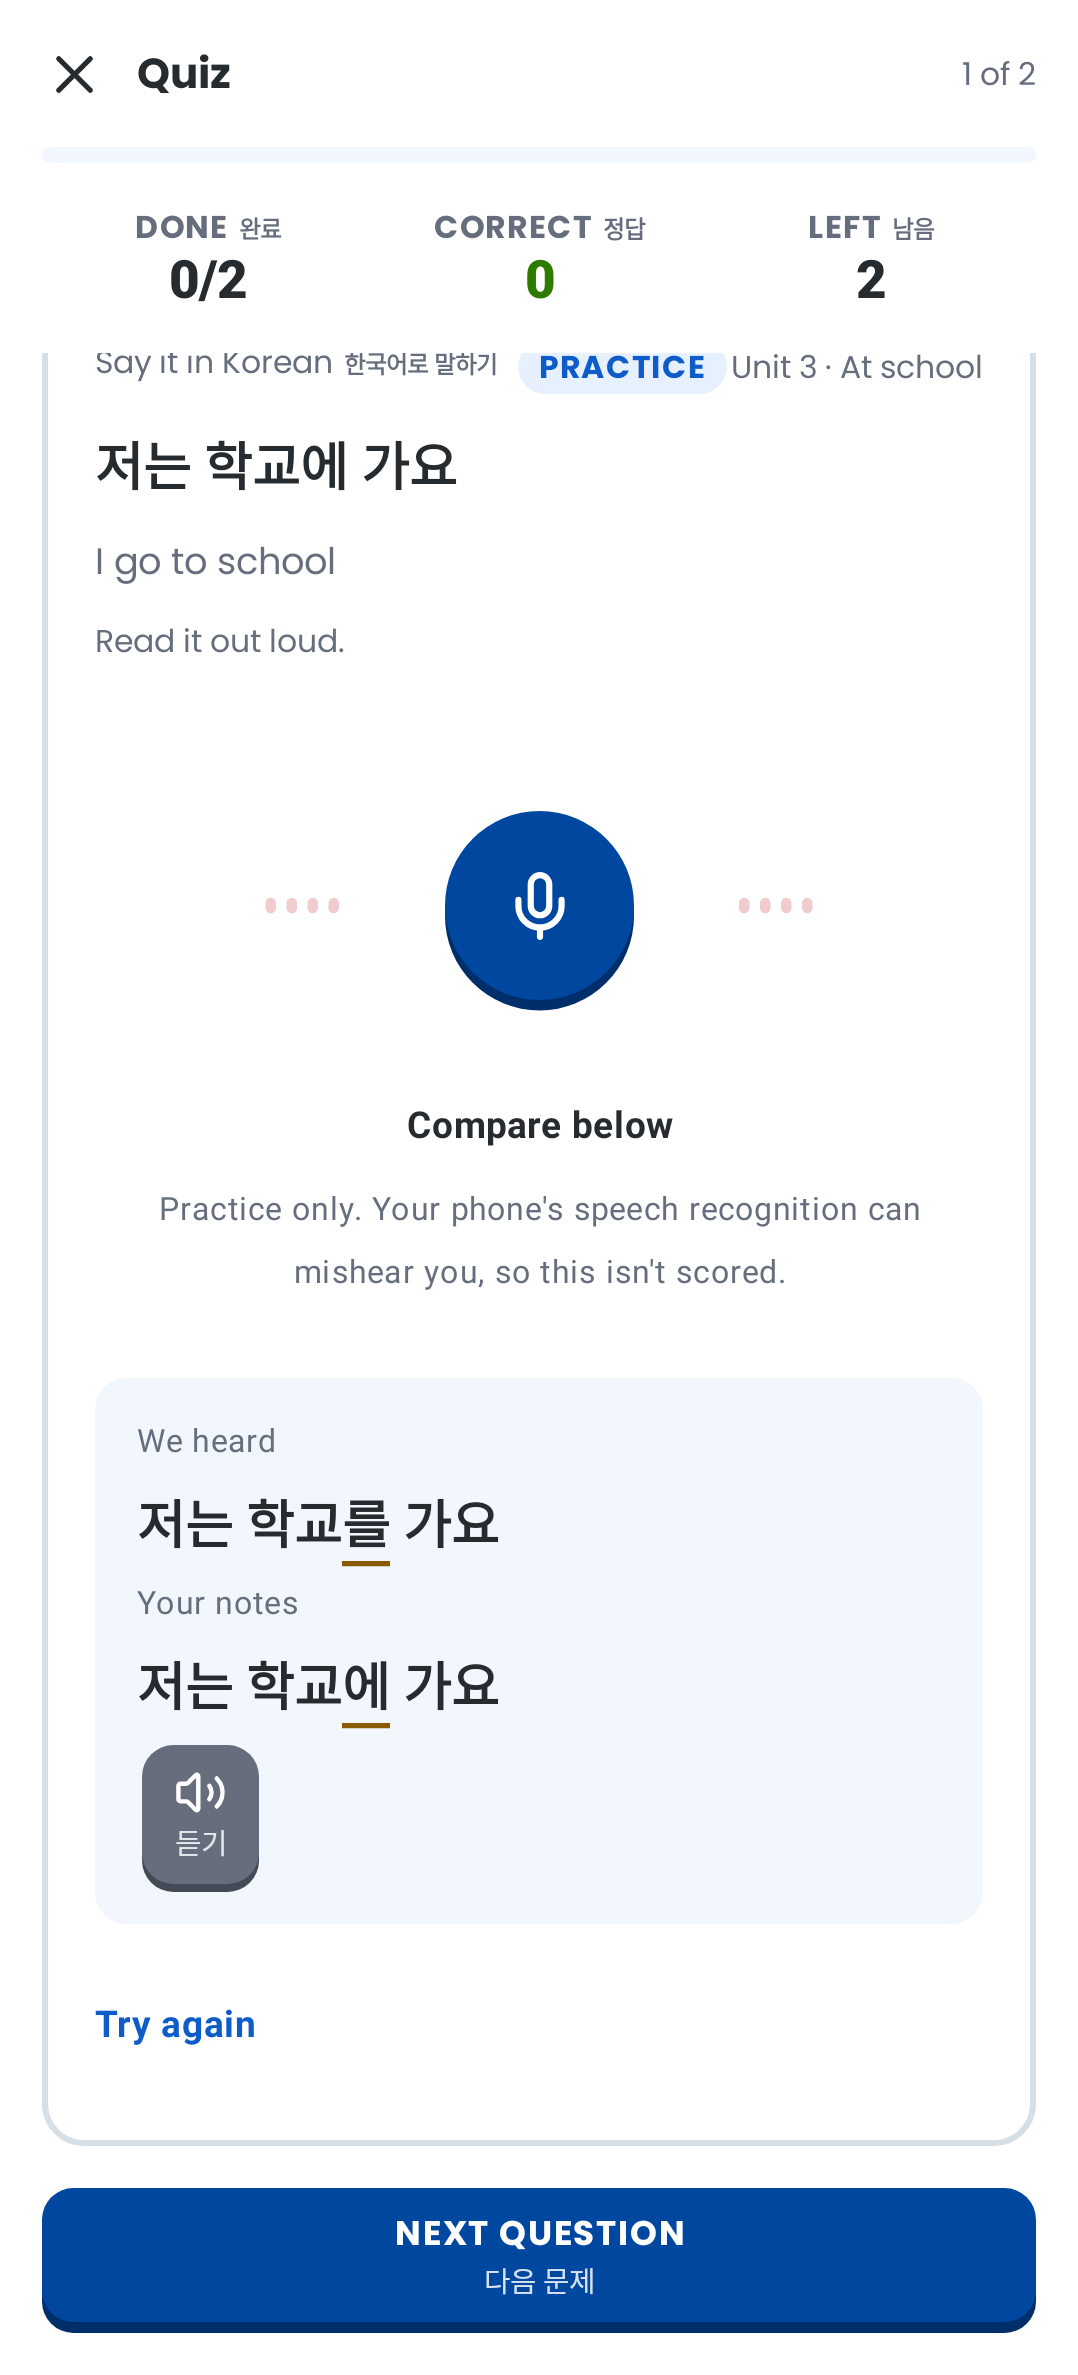 Quiz
1 of 2
DONE 완료
CORRECT 정답
LEFT 남음
0/2
0
2
Say it in Korean 한국어로 말하기 PRACTICE Unit 3 · At school
저는 학교에 가요
I go to school
Read it out loud.
Compare below
Practice only. Your phone's speech recognition can
mishear you, so this isn't scored.
We heard
저는 학교를 가요
Your notes
저는 학교에 가요
듣기
Try again
NEXT QUESTION
다음 문제